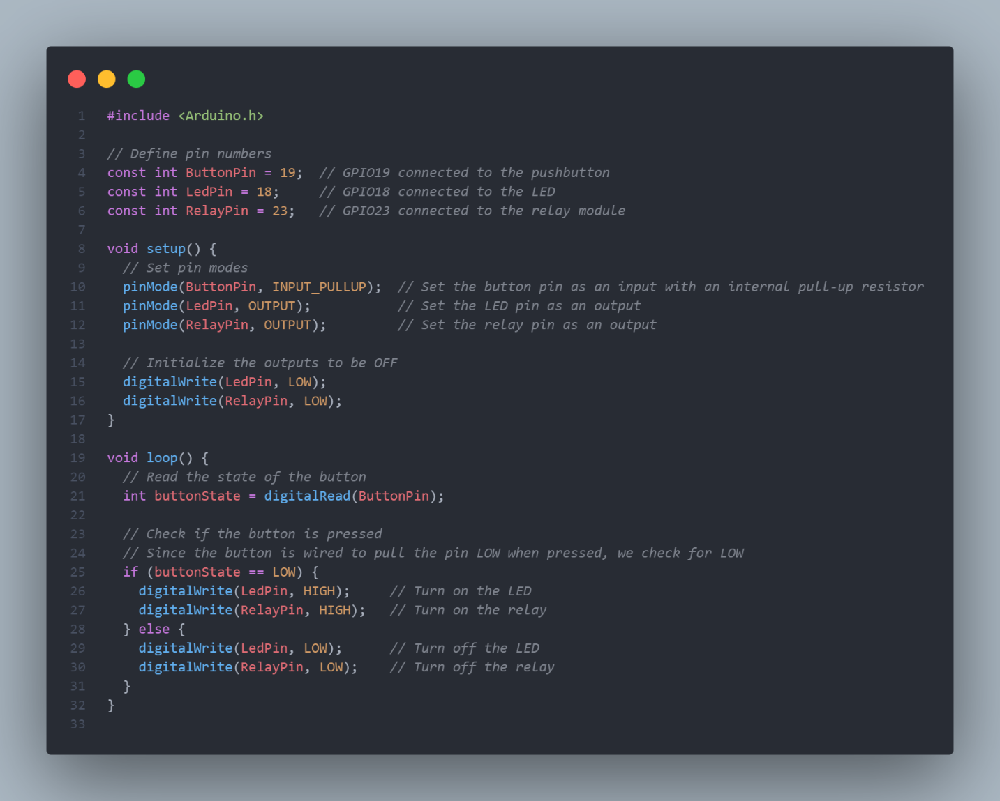 1 #include <Arduino.h>
2
3 // Define pin numbers
4 const int ButtonPin = 19;  // GPIO19 connected to the pushbutton
5 const int LedPin = 18;     // GPIO18 connected to the LED
6 const int RelayPin = 23;   // GPIO23 connected to the relay module
7
8 void setup() {
9   // Set pin modes
10   pinMode(ButtonPin, INPUT_PULLUP);  // Set the button pin as an input with an internal pull-up resistor
11   pinMode(LedPin, OUTPUT);           // Set the LED pin as an output
12   pinMode(RelayPin, OUTPUT);         // Set the relay pin as an output
13
14   // Initialize the outputs to be OFF
15   digitalWrite(LedPin, LOW);
16   digitalWrite(RelayPin, LOW);
17 }
18
19 void loop() {
20   // Read the state of the button
21   int buttonState = digitalRead(ButtonPin);
22
23   // Check if the button is pressed
24   // Since the button is wired to pull the pin LOW when pressed, we check for LOW
25   if (buttonState == LOW) {
26     digitalWrite(LedPin, HIGH);     // Turn on the LED
27     digitalWrite(RelayPin, HIGH);   // Turn on the relay
28   } else {
29     digitalWrite(LedPin, LOW);      // Turn off the LED
30     digitalWrite(RelayPin, LOW);    // Turn off the relay
31   }
32 }
33